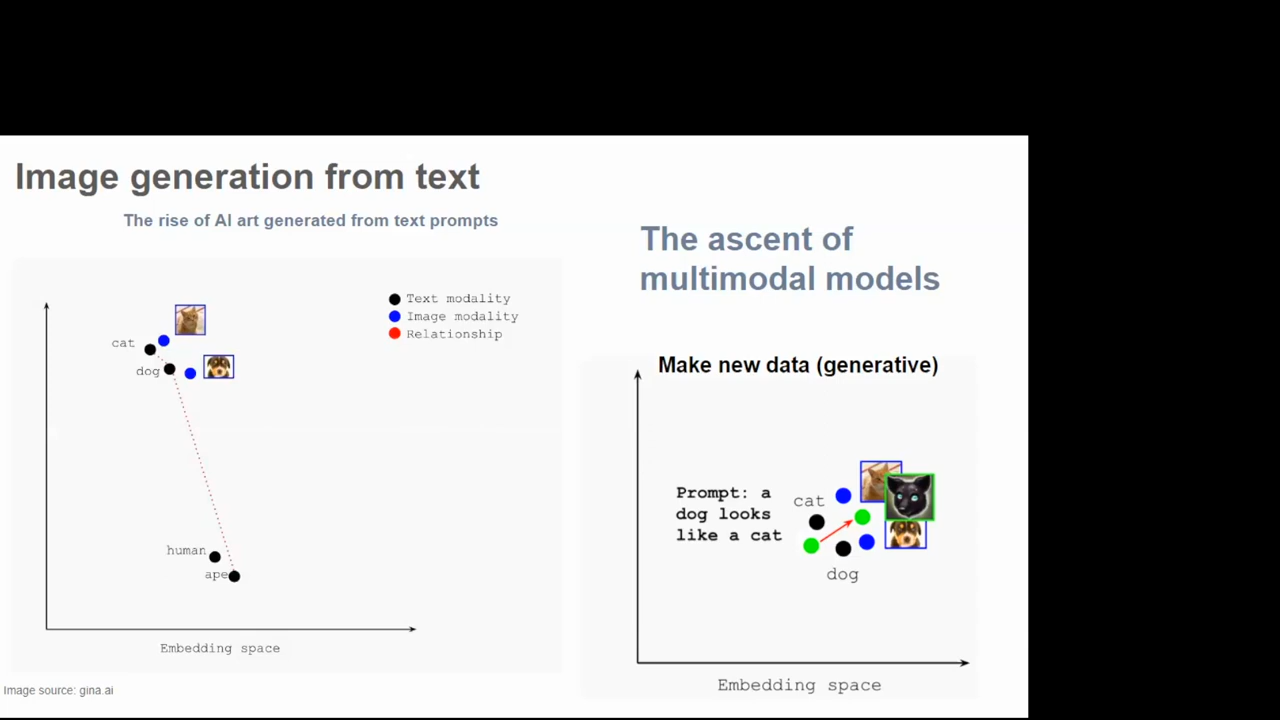 Image generation from text
The rise of AI art generated from text prompts
Text modality
Image modality
Relationship
cat
dog
human
ape
Embedding space
Image source: gina.ai
The ascent of
multimodal models
Make new data (generative)
Prompt: a
dog looks
like a cat
cat
dog
Embedding space